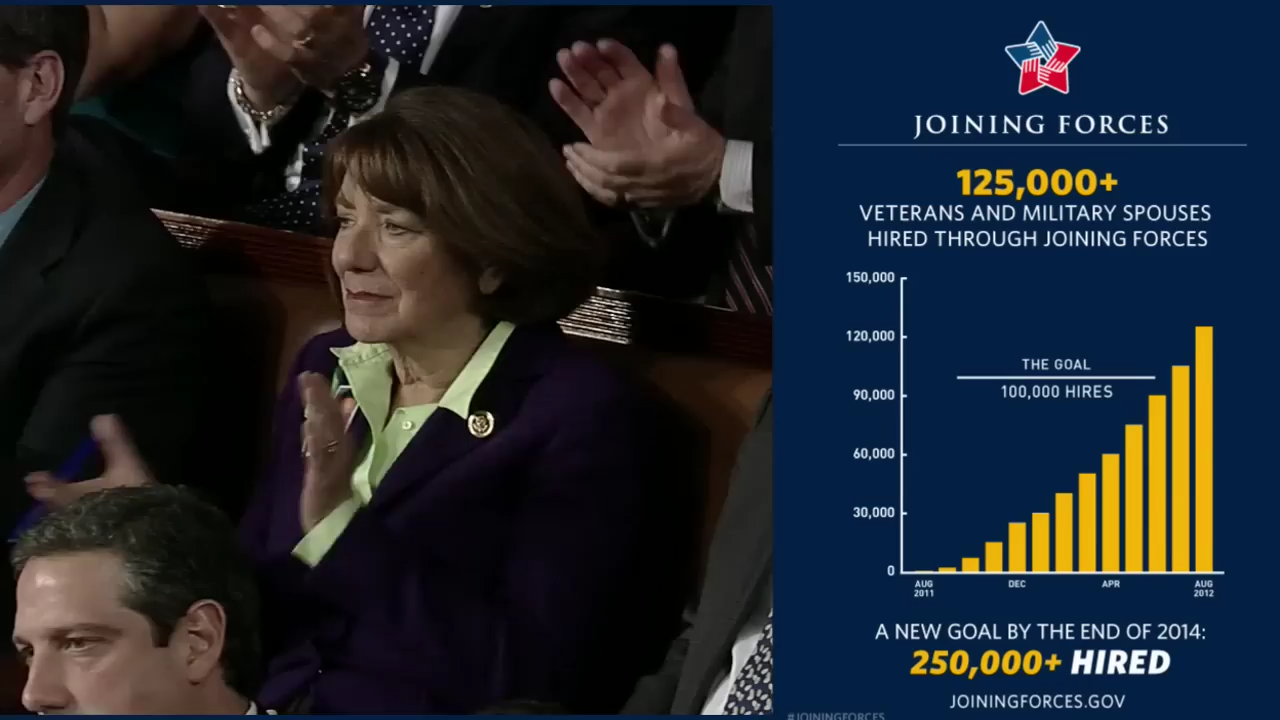 JOINING FORCES
125,000+
VETERANS AND MILITARY SPOUSES
HIRED THROUGH JOINING FORCES
150,000
120,000
90,000
60,000
30,000
0
THE GOAL
100,000 HIRES
AUG 2011
DEC
APR
AUG 2012
A NEW GOAL BY THE END OF 2014:
250,000+ HIRED
JOININGFORCES.GOV
#JOININGFORCES